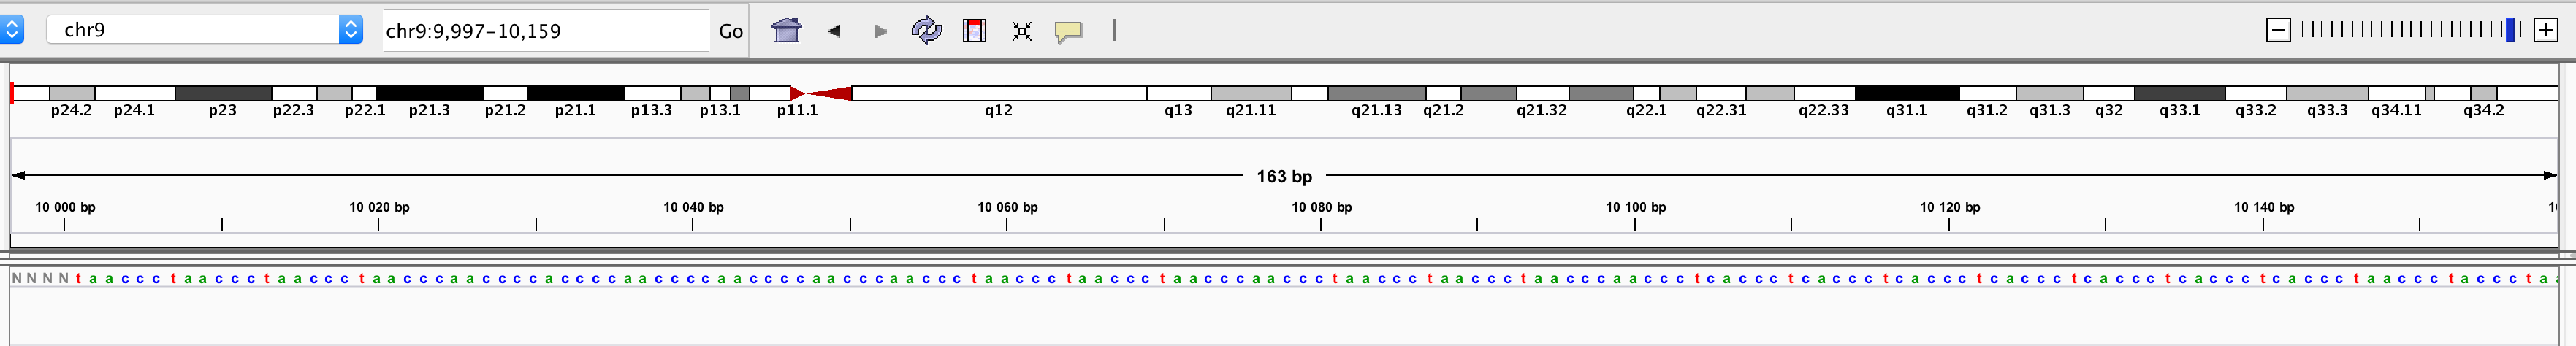 chr9 chr9:9,997-10,159 Go
p24.2 p24.1 p23 p22.3 p22.1 p21.3 p21.2 p21.1 p13.3 p13.1 p11.1 q12 q13 q21.11 q21.13 q21.2 q21.32 q22.1 q22.31 q22.33 q31.1 q31.2 q31.3 q32 q33.1 q33.2 q33.3 q34.11 q34.2
163 bp
10 000 bp 10 020 bp 10 040 bp 10 060 bp 10 080 bp 10 100 bp 10 120 bp 10 140 bp
N N N N t a a c c c t a a c c c t a a c c c t a a c c c a a c c c c a c c c c a a c c c c a a c c c c a a c c c a a c c c t a a c c c t a a c c c t a a c c c a a c c c t a a c c c t a a c c c t a a c c c a a c c c t c a c c c t c a c c c t c a c c c t c a c c c t c a c c c t c a c c c t c a c c c t a a c c c t a c c c t a a